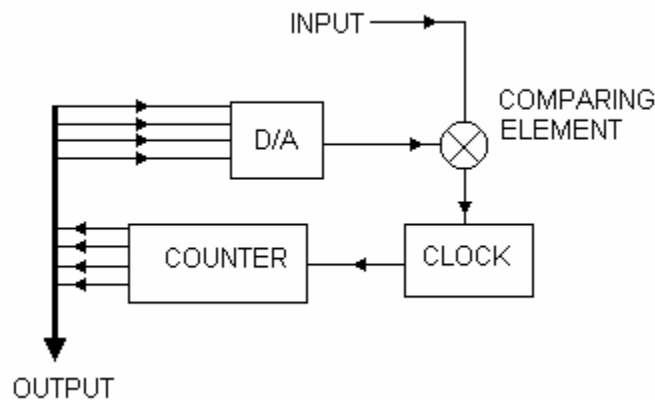 INPUT
COMPARING
ELEMENT
D/A
COUNTER
CLOCK
OUTPUT